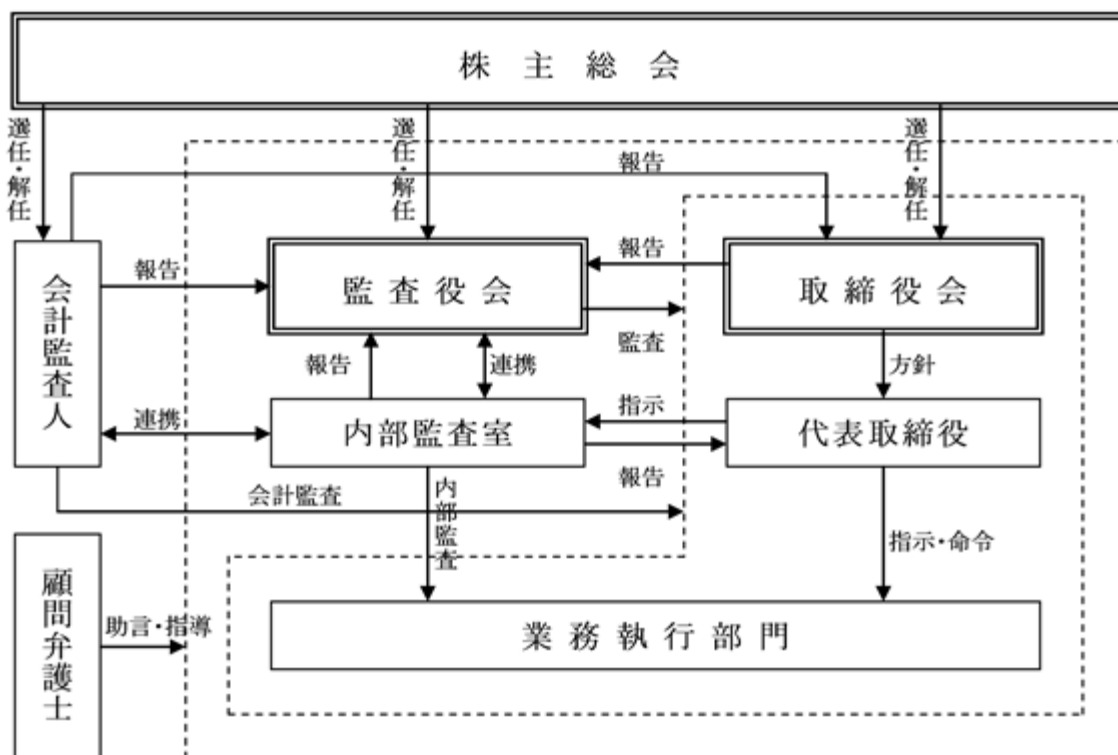 株主総会
選任・解任
選任・解任
選任・解任
報告
会計監査人
報告
監査役会
報告
取締役会
監査
報告
連携
方針
連携
内部監査室
指示
代表取締役
報告
会計監査
内部監査
指示・命令
顧問弁護士
助言・指導
業務執行部門